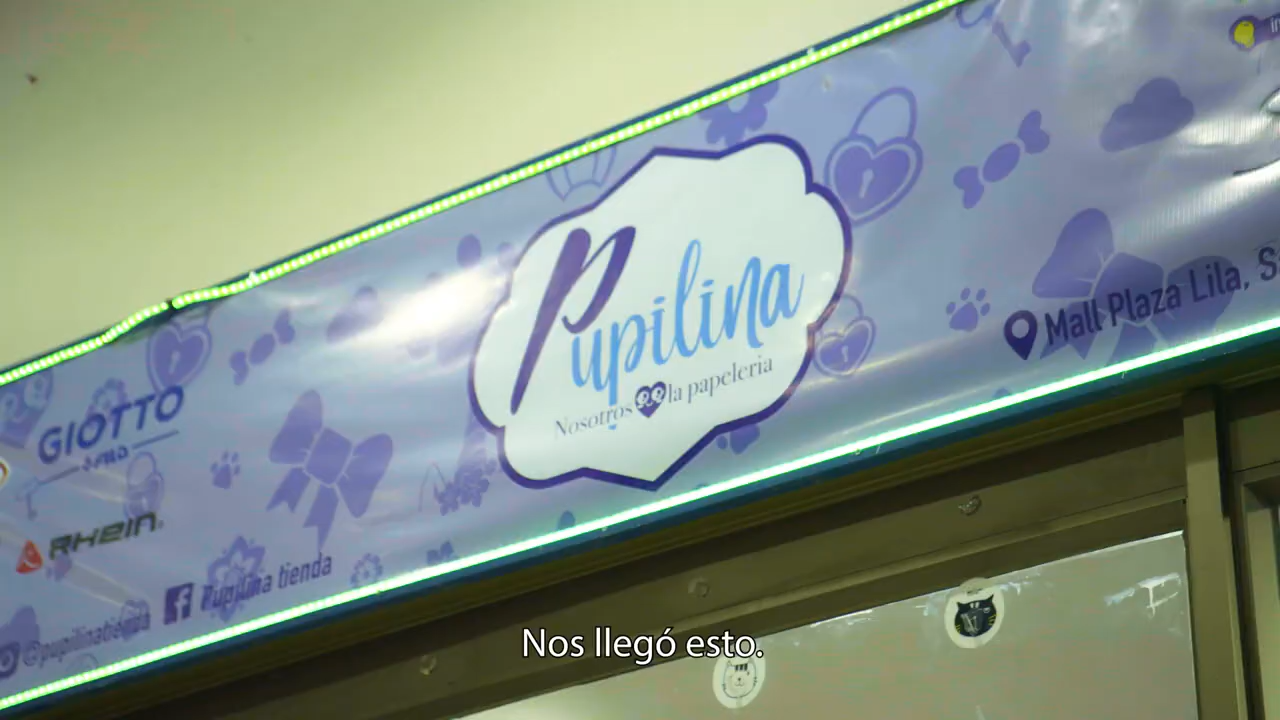 Pupilina
Nosotros la papeleria
Mall Plaza Lila,
GIOTTO
RHEIN
Pupilina tienda
@pupilinatienda
Nos llegó esto.